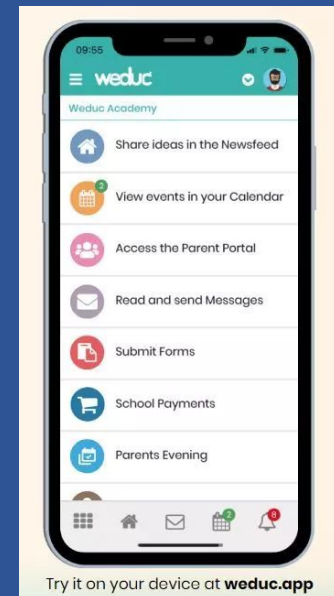 09:55
weduc
Weduc Academy
Share ideas in the Newsfeed
2
View events in your Calendar
Access the Parent Portal
Read and send Messages
Submit Forms
School Payments
Parents Evening
2
8
Try it on your device at weduc.app